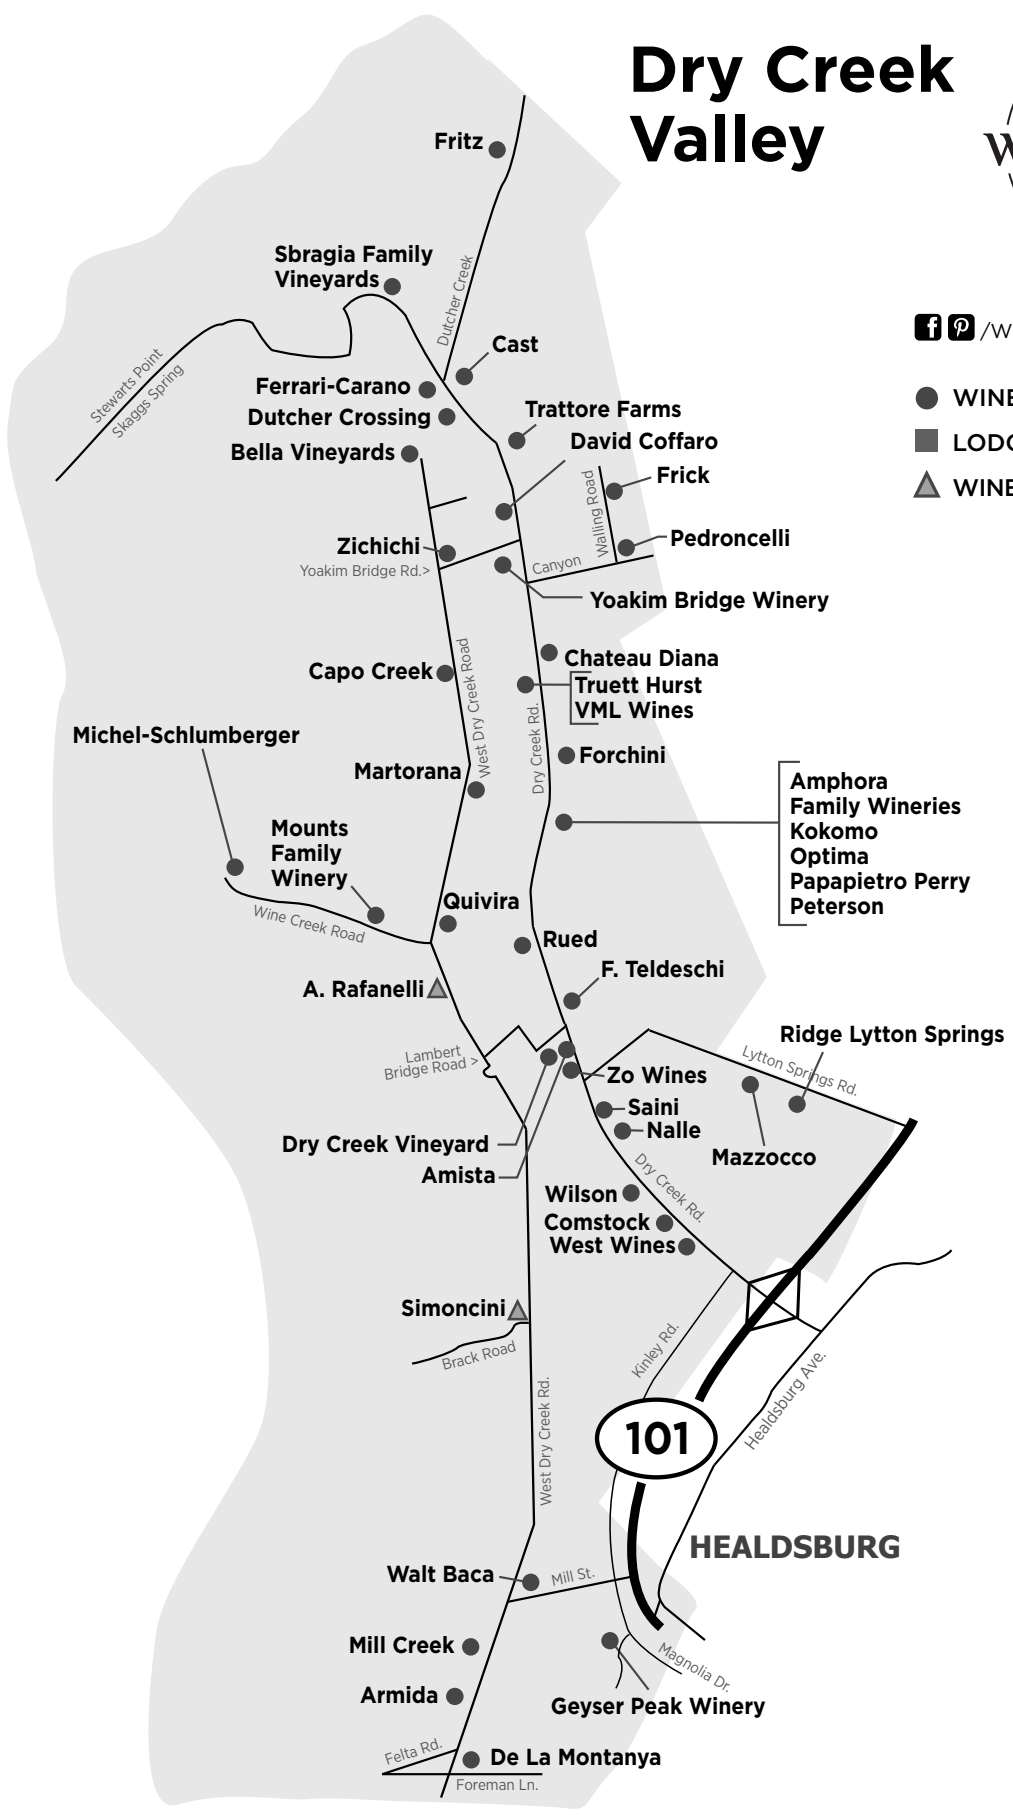 Dry Creek
Valley
W
Fritz
Sbragia Family
Vineyards
Dutcher Creek
/W
Cast
Stewarts Point
Skaggs Spring
Ferrari-Carano
WINE
Dutcher Crossing
Trattore Farms
David Coffaro
LODG
Bella Vineyards
Frick
WINE
Walling Road
Zichichi
Pedroncelli
Yoakim Bridge Rd.>
Canyon
Yoakim Bridge Winery
West Dry Creek Road
Chateau Diana
Capo Creek
Truett Hurst
VML Wines
Dry Creek Rd.
Michel-Schlumberger
Forchini
Martorana
Amphora
Family Wineries
Kokomo
Optima
Papapietro Perry
Peterson
Mounts
Family
Winery
Quivira
Wine Creek Road
Rued
F. Teldeschi
A. Rafanelli
Ridge Lytton Springs
Lambert
Bridge Road >
Lytton Springs Rd.
Zo Wines
Saini
Nalle
Dry Creek Vineyard
Mazzocco
Amista
Dry Creek Rd.
Wilson
Comstock
West Wines
Simoncini
Brack Road
Kinley Rd.
Healdsburg Ave.
West Dry Creek Rd.
101
HEALDSBURG
Walt Baca
Mill St.
Mill Creek
Magnolia Dr.
Armida
Geyser Peak Winery
Felta Rd.
De La Montanya
Foreman Ln.